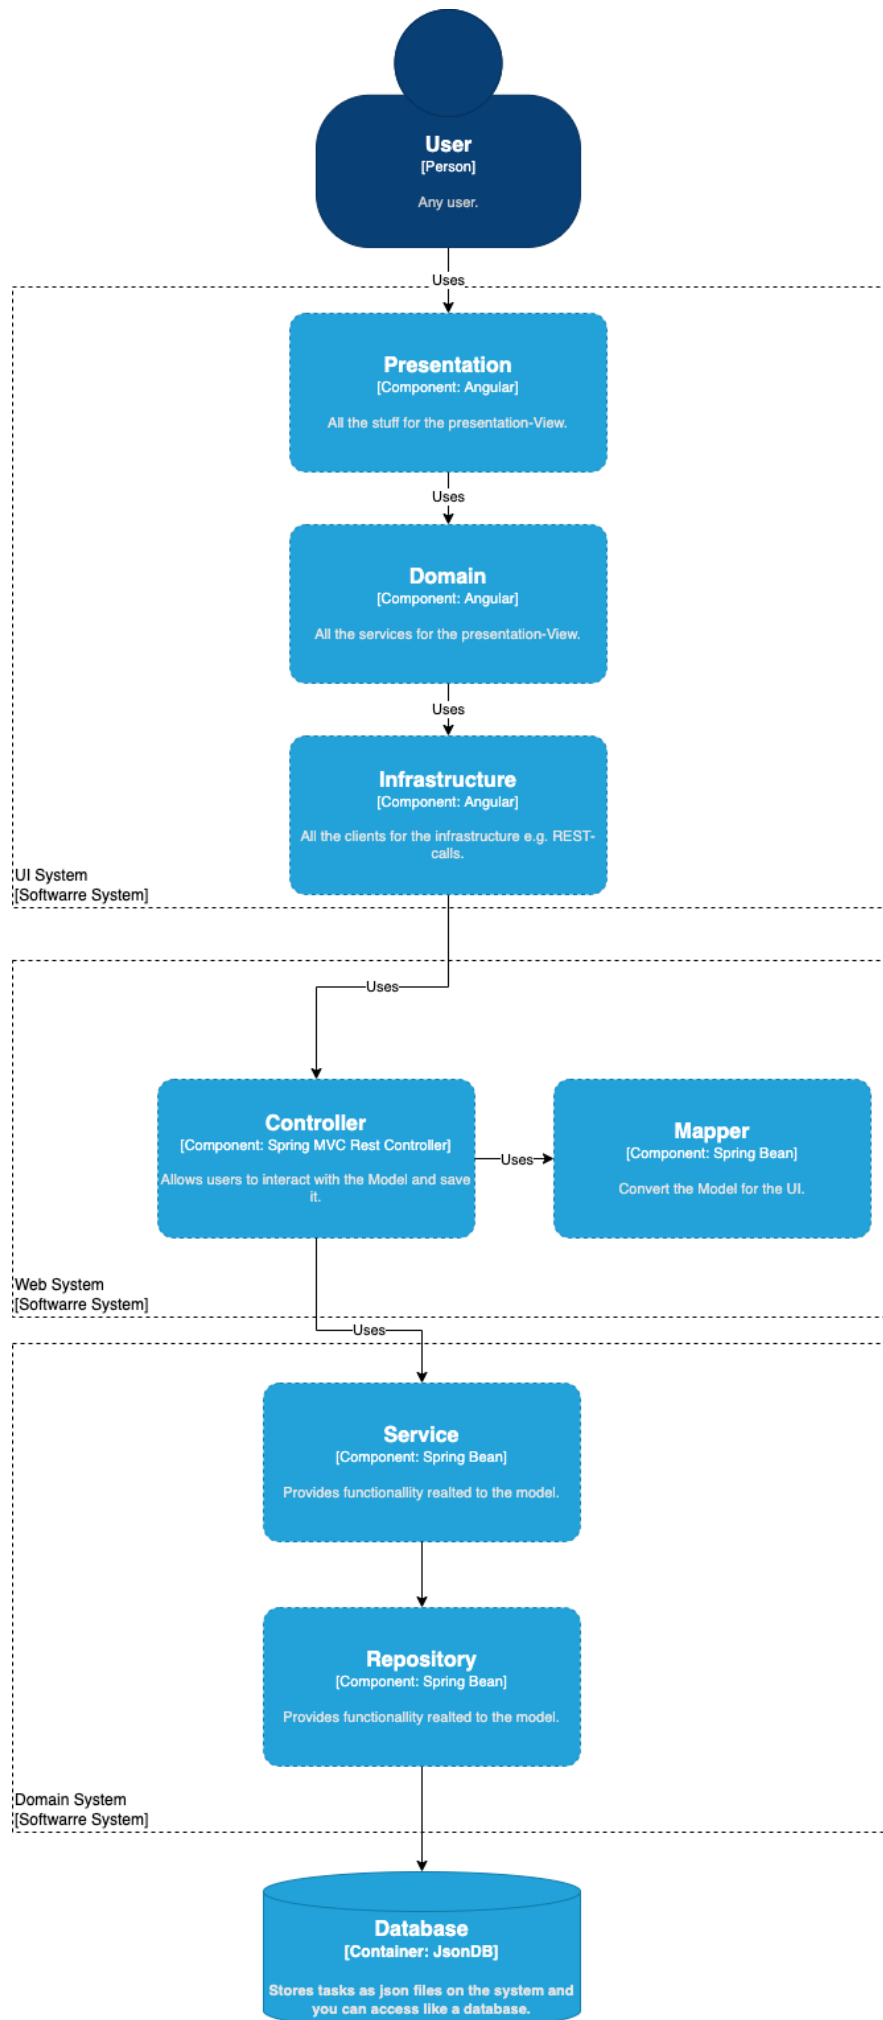 User
[Person]
Any user.
Uses
Presentation
[Component: Angular]
All the stuff for the presentation-View.
Uses
Domain
[Component: Angular]
All the services for the presentation-View.
Uses
Infrastructure
[Component: Angular]
All the clients for the infrastructure e.g. REST-
calls.
UI System
[Softwarre System]
Uses
Controller
[Component: Spring MVC Rest Controller]
Allows users to interact with the Model and save
it.
Uses
Mapper
[Component: Spring Bean]
Convert the Model for the UI.
Web System
[Softwarre System]
Uses
Service
[Component: Spring Bean]
Provides functionallity realted to the model.
Repository
[Component: Spring Bean]
Provides functionallity realted to the model.
Domain System
[Softwarre System]
Database
[Container: JsonDB]
Stores tasks as json files on the system and
you can access like a database.